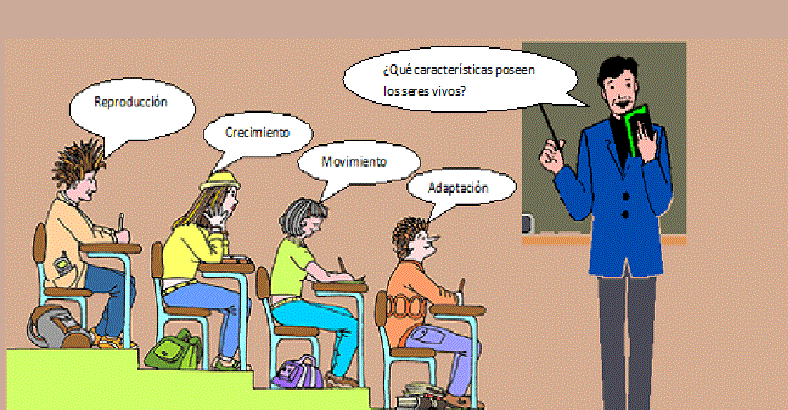 ¿Qué características poseen
los seres vivos?
Reproducción
Crecimiento
Movimiento
Adaptación